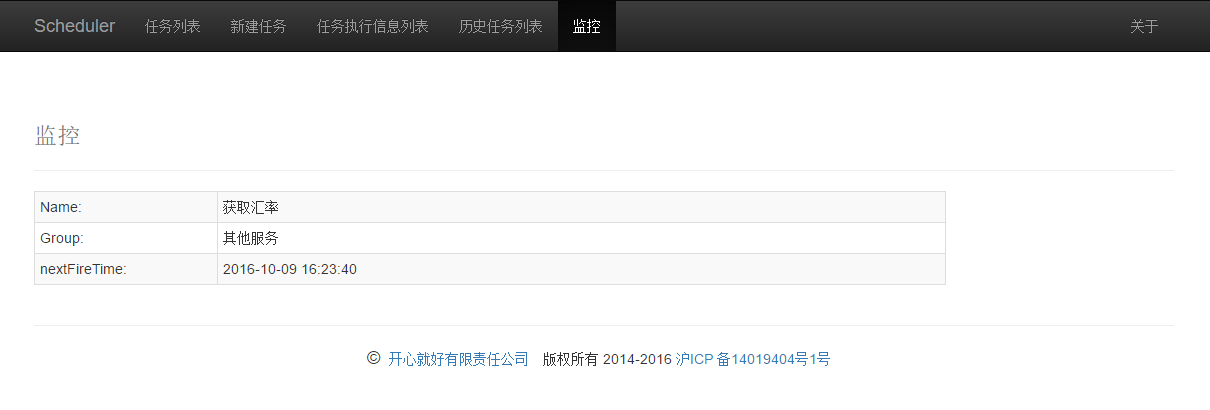 Scheduler 任务列表 新建任务 任务执行信息列表 历史任务列表 监控 关于
监控
Name: 获取汇率
Group: 其他服务
nextFireTime: 2016-10-09 16:23:40
© 开心就好有限责任公司 版权所有 2014-2016 沪ICP 备14019404号1号